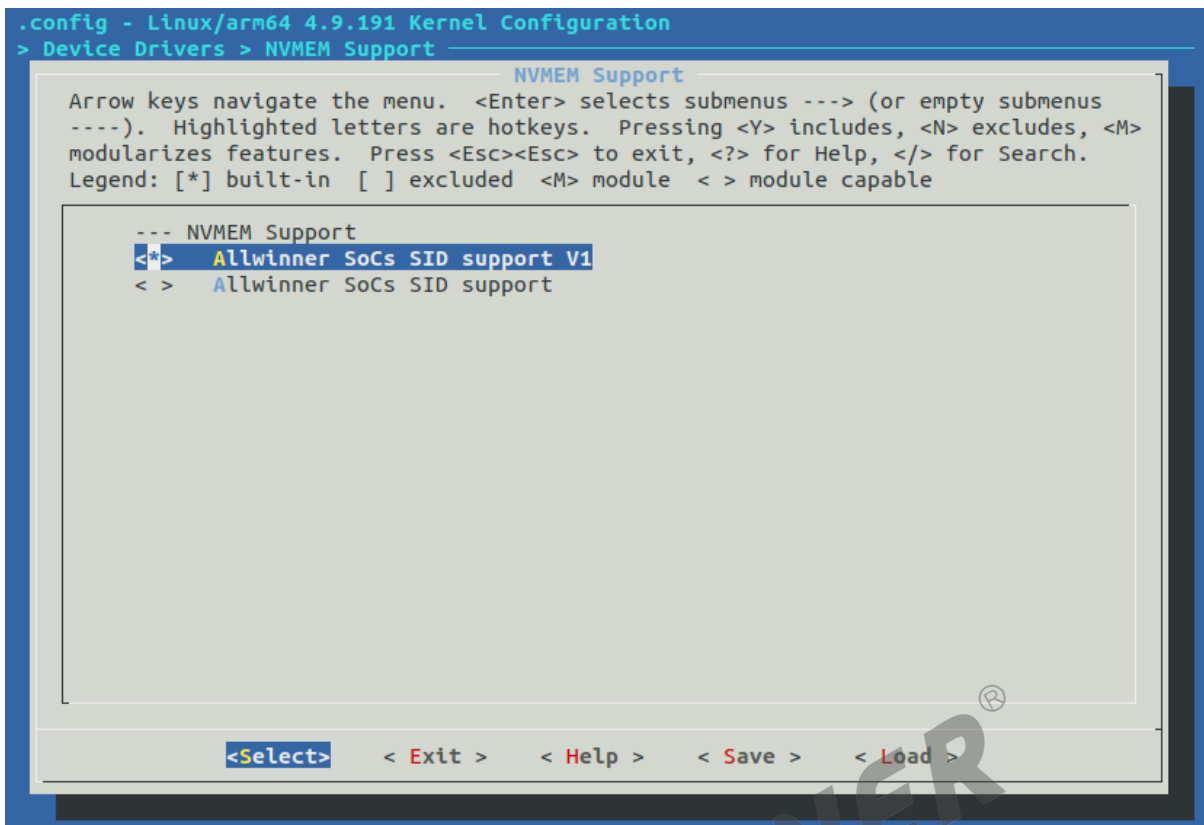 .config - Linux/arm64 4.9.191 Kernel Configuration
> Device Drivers > NVMEM Support
NVMEM Support
Arrow keys navigate the menu.  <Enter> selects submenus ---> (or empty submenus
----).  Highlighted letters are hotkeys.  Pressing <Y> includes, <N> excludes, <M>
modularizes features.  Press <Esc><Esc> to exit, <?> for Help, </> for Search.
Legend: [*] built-in  [ ] excluded  <M> module  < > module capable
--- NVMEM Support
<*>   Allwinner SoCs SID support V1
< >   Allwinner SoCs SID support
<Select>    < Exit >    < Help >    < Save >    < Load >
®